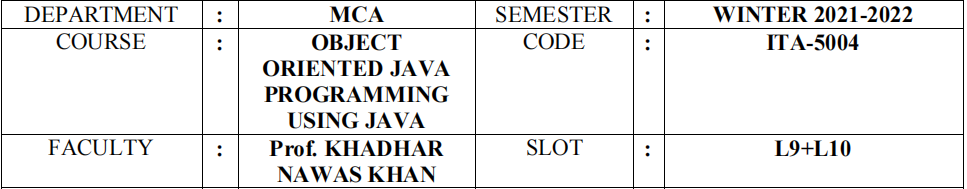 DEPARTMENT : MCA SEMESTER : WINTER 2021-2022
COURSE : OBJECT CODE : ITA-5004
ORIENTED JAVA
PROGRAMMING
USING JAVA
FACULTY : Prof. KHADHAR SLOT : L9+L10
NAWAS KHAN